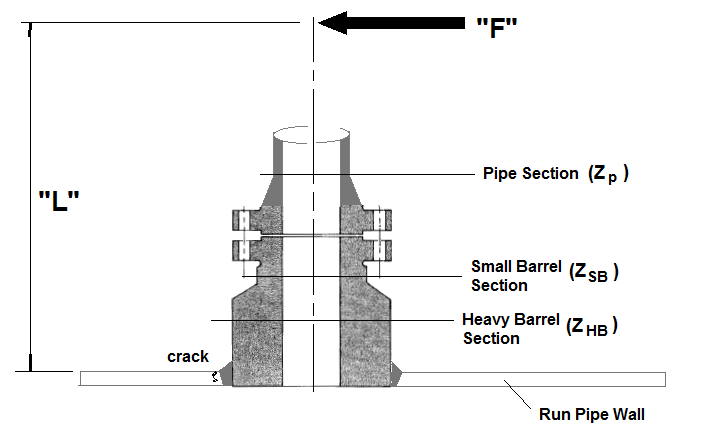 "F"
Pipe Section (Zp)
"L"
Small Barrel
Section (ZSB)
Heavy Barrel
Section (ZHB)
crack
Run Pipe Wall